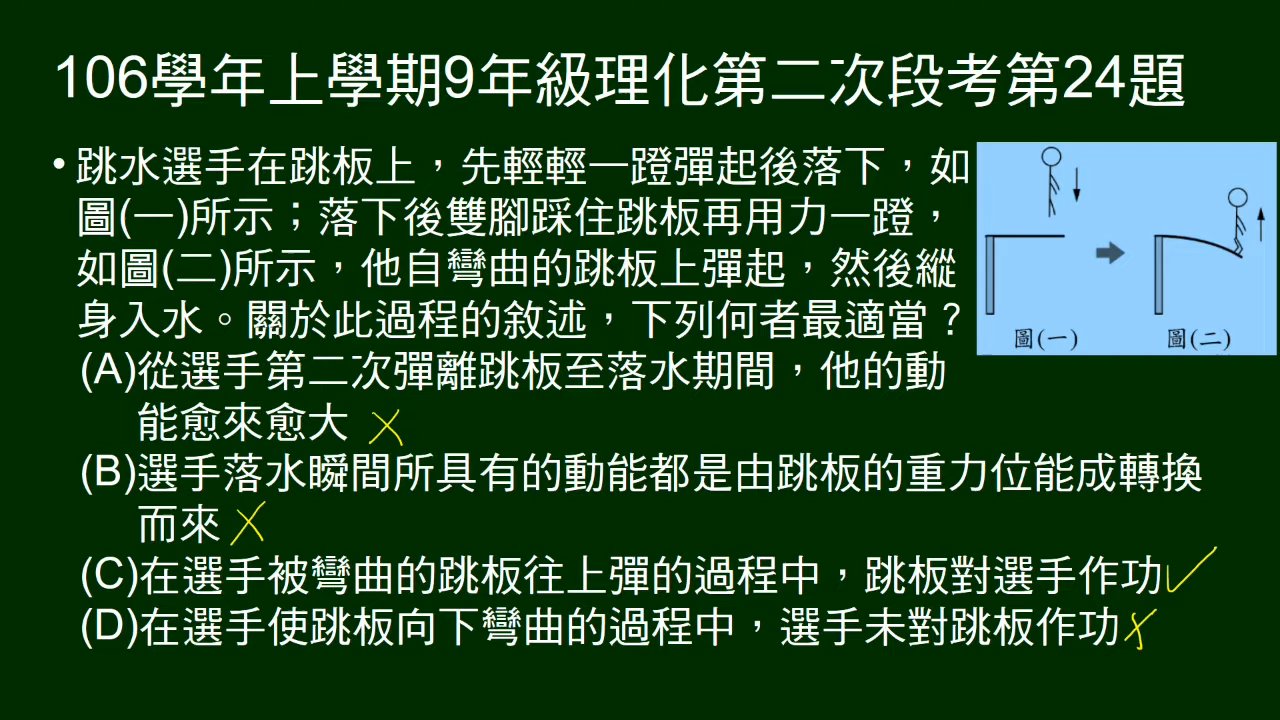 106學年上學期9年級理化第二次段考第24題
• 跳水選手在跳板上，先輕輕一蹬彈起後落下，如
圖(一)所示；落下後雙腳踩住跳板再用力一蹬，
如圖(二)所示，他自彎曲的跳板上彈起，然後縱
身入水。關於此過程的敘述，下列何者最適當？
(A)從選手第二次彈離跳板至落水期間，他的動
能愈來愈大
(B)選手落水瞬間所具有的動能都是由跳板的重力位能成轉換
而來
(C)在選手被彎曲的跳板往上彈的過程中，跳板對選手作功
(D)在選手使跳板向下彎曲的過程中，選手未對跳板作功
圖(一)
圖(二)